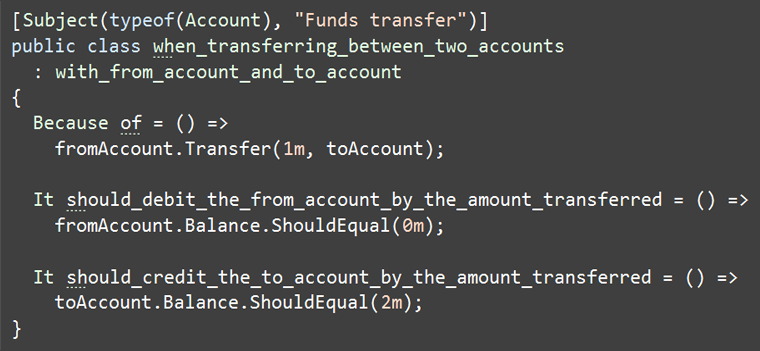 [Subject(typeof(Account), "Funds transfer")]
public class when_transferring_between_two_accounts
  : with_from_account_and_to_account
{
  Because of = () =>
    fromAccount.Transfer(1m, toAccount);

  It should_debit_the_from_account_by_the_amount_transferred = () =>
    fromAccount.Balance.ShouldEqual(0m);

  It should_credit_the_to_account_by_the_amount_transferred = () =>
    toAccount.Balance.ShouldEqual(2m);
}